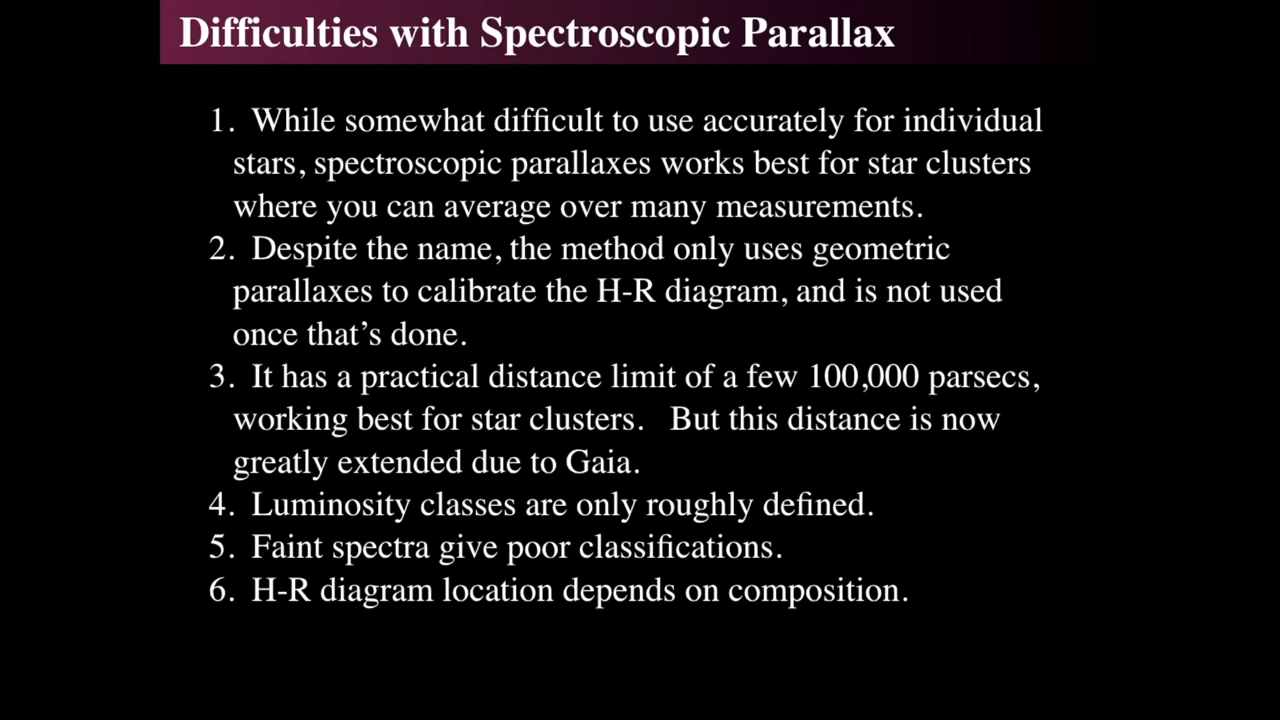 Difficulties with Spectroscopic Parallax
1. While somewhat difficult to use accurately for individual
stars, spectroscopic parallaxes works best for star clusters
where you can average over many measurements.
2. Despite the name, the method only uses geometric
parallaxes to calibrate the H-R diagram, and is not used
once that’s done.
3. It has a practical distance limit of a few 100,000 parsecs,
working best for star clusters. But this distance is now
greatly extended due to Gaia.
4. Luminosity classes are only roughly defined.
5. Faint spectra give poor classifications.
6. H-R diagram location depends on composition.